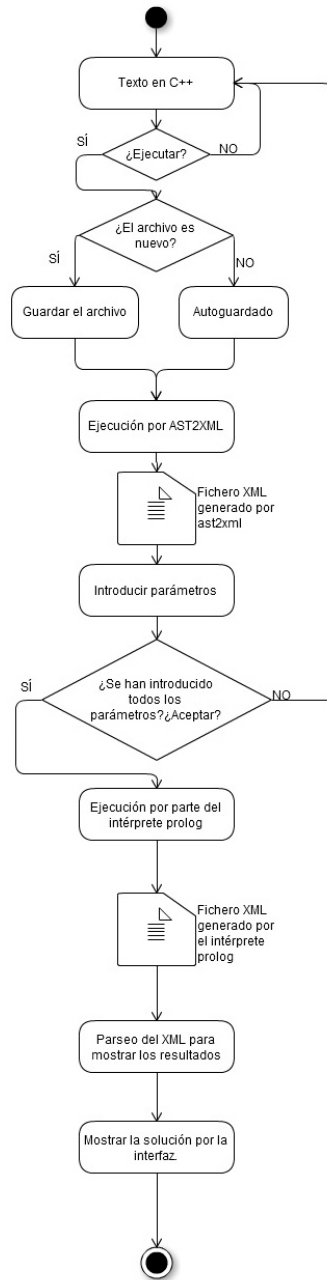 Texto en C++
SÍ
¿Ejecutar?
NO
¿El archivo es
nuevo?
SÍ
NO
Guardar el archivo
Autoguardado
Ejecución por AST2XML
Fichero XML
generado por
ast2xml
Introducir parámetros
SÍ
¿Se han introducido
todos los
parámetros?¿Aceptar?
NO
Ejecución por parte del
intérprete prolog
Fichero XML
generado por
el intérprete
prolog
Parseo del XML para
mostrar los resultados
Mostrar la solución por la
interfaz.